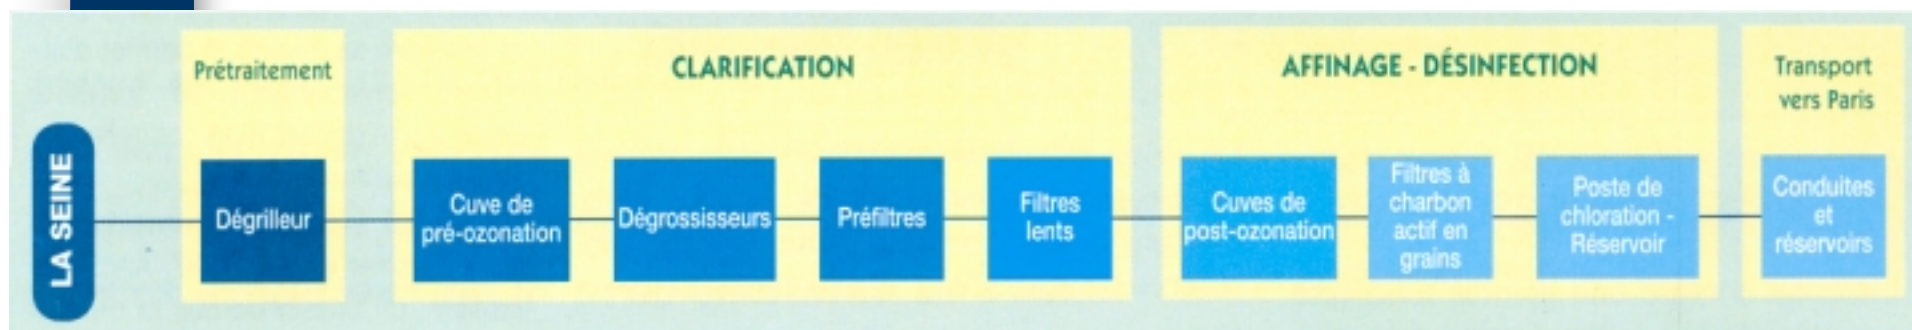 LA SEINE
Prétraitement
Dégrilleur
CLARIFICATION
Cuve de
pré-ozonation
Dégrossisseurs
Préfiltres
Filtres
lents
AFFINAGE - DÉSINFECTION
Cuves de
post-ozonation
Filtres à
charbon
actif en
grains
Poste de
chloration -
Réservoir
Transport
vers Paris
Conduites
et
réservoirs